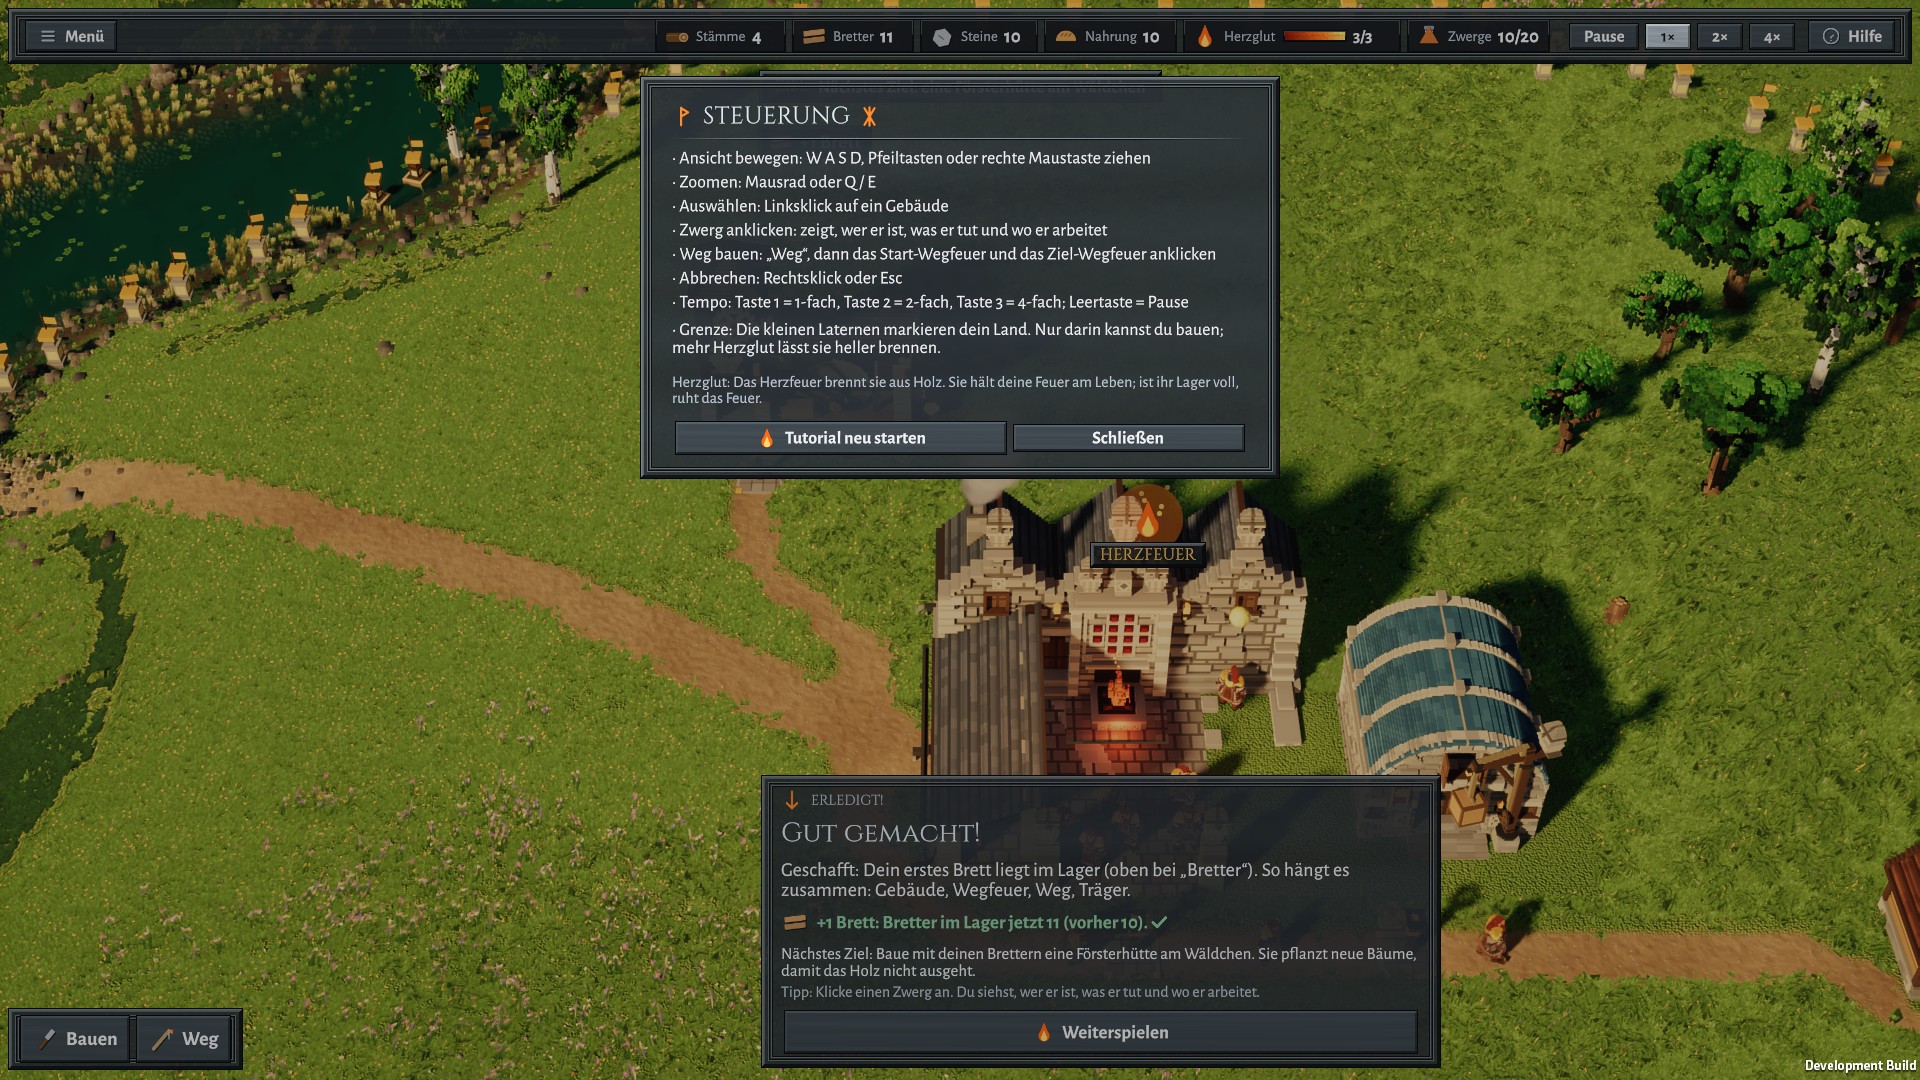 Menü
Stämme 4
Bretter 11
Steine 10
Nahrung 10
Herzglut 3/3
Zwerge 10/20
Pause
1×
2×
4×
Hilfe
Nächstes Ziel: eine Försterhütte am Wäldchen
STEUERUNG
· Ansicht bewegen: W A S D, Pfeiltasten oder rechte Maustaste ziehen
· Zoomen: Mausrad oder Q / E
· Auswählen: Linksklick auf ein Gebäude
· Zwerg anklicken: zeigt, wer er ist, was er tut und wo er arbeitet
· Weg bauen: „Weg“, dann das Start-Wegfeuer und das Ziel-Wegfeuer anklicken
· Abbrechen: Rechtsklick oder Esc
· Tempo: Taste 1 = 1-fach, Taste 2 = 2-fach, Taste 3 = 4-fach; Leertaste = Pause
· Grenze: Die kleinen Laternen markieren dein Land. Nur darin kannst du bauen;
mehr Herzglut lässt sie heller brennen.
Herzglut: Das Herzfeuer brennt sie aus Holz. Sie hält deine Feuer am Leben; ist ihr Lager voll,
ruht das Feuer.
Tutorial neu starten
Schließen
HERZFEUER
ERLEDIGT!
GUT GEMACHT!
Geschafft: Dein erstes Brett liegt im Lager (oben bei „Bretter“). So hängt es
zusammen: Gebäude, Wegfeuer, Weg, Träger.
+1 Brett: Bretter im Lager jetzt 11 (vorher 10). ✓
Nächstes Ziel: Baue mit deinen Brettern eine Försterhütte am Wäldchen. Sie pflanzt neue Bäume,
damit das Holz nicht ausgeht.
Tipp: Klicke einen Zwerg an. Du siehst, wer er ist, was er tut und wo er arbeitet.
Weiterspielen
Bauen
Weg
Development Build